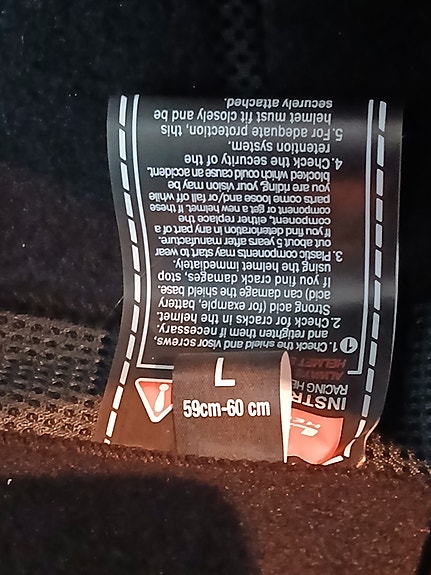 L
59cm-60 cm
INSTR
RACING HE
HELMET
1. Check the shield and visor screws,
and retighten them if necessary.
2. Check for cracks in the helmet.
Strong acid (for example, battery
acid) can damage the shield base.
If you find crack damages, stop
using the helmet immediately.
3. Plastic components may start to wear
out about 5 years after manufacture.
If you find deterioration in any part of a
component, either the replace the
component or get a new helmet. If these
parts come loose and/or fall off while
you are riding, your vision may be
blocked which could cause an accident.
4. Check the security of the
retention system.
5. For adequate protection, this
helmet must fit closely and be
securely attached.